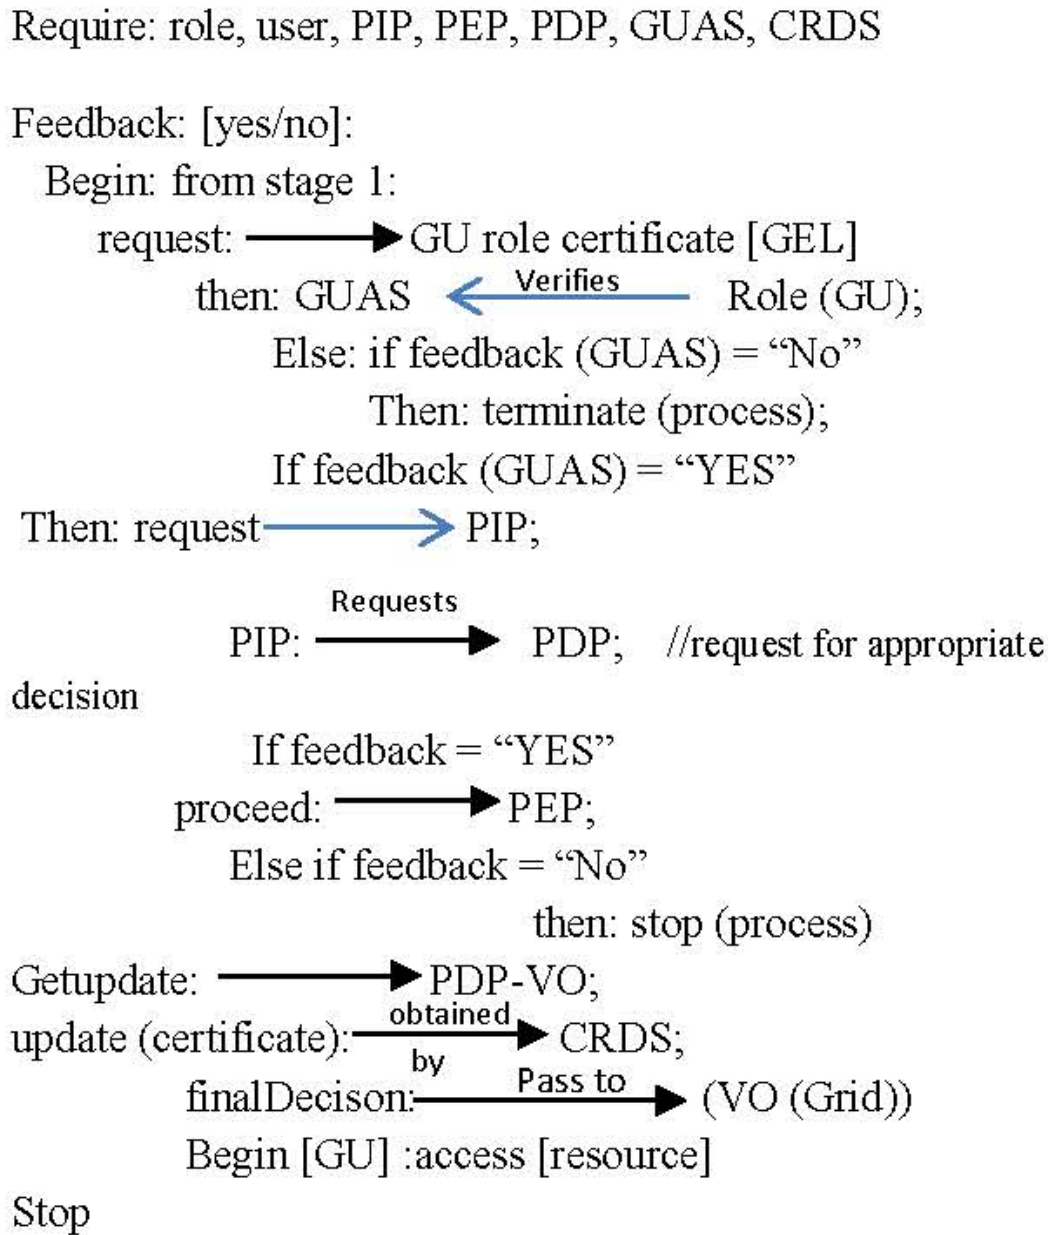 Require: role, user, PIP, PEP, PDP, GUAS, CRDS
Feedback: [yes/no]:
Begin: from stage 1:
request: GU role certificate [GEL]
then: GUAS Verifies Role (GU);
Else: if feedback (GUAS) = “No”
Then: terminate (process);
If feedback (GUAS) = “YES”
Then: request PIP;
Requests
PIP: PDP; //request for appropriate
decision
If feedback = “YES”
proceed: PEP;
Else if feedback = “No”
then: stop (process)
Getupdate: PDP-VO;
update (certificate): obtained by CRDS;
finalDecison: Pass to (VO (Grid))
Begin [GU] :access [resource]
Stop